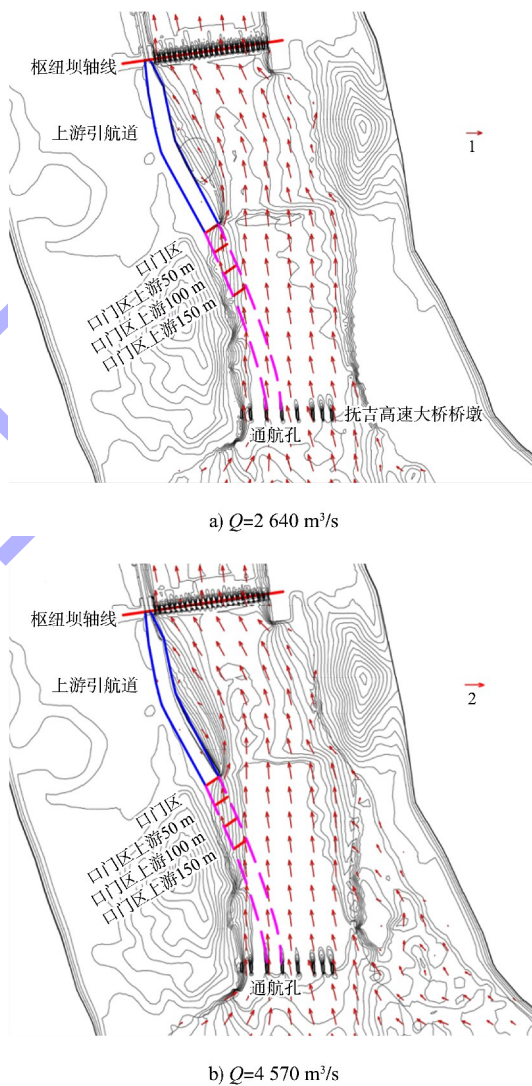 枢纽坝轴线
上游引航道
1
口门区
口门区上游50 m
口门区上游100 m
口门区上游150 m
抚吉高速大桥桥墩
通航孔
a) Q=2 640 m³/s
枢纽坝轴线
上游引航道
2
口门区
口门区上游50 m
口门区上游100 m
口门区上游150 m
通航孔
b) Q=4 570 m³/s